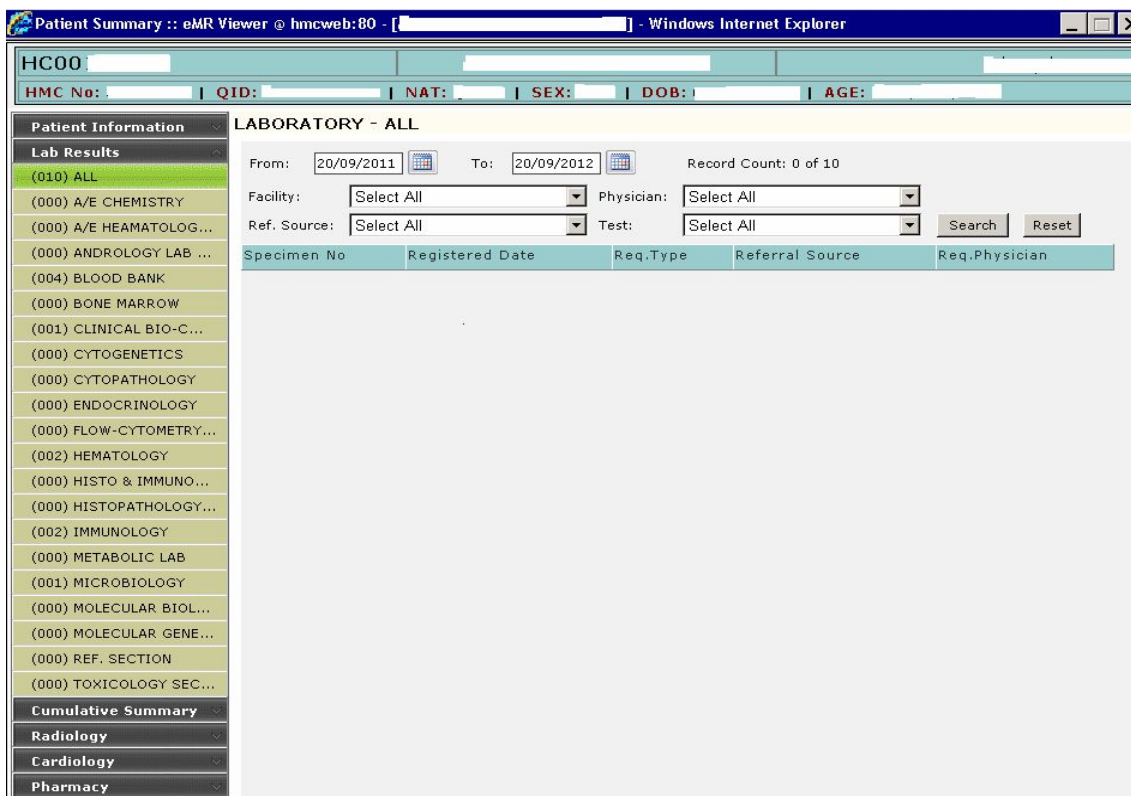 Patient Summary :: eMR Viewer @ hmcweb:80 - [ ] - Windows Internet Explorer
HC00
HMC No: | QID: | NAT: | SEX: | DOB: | AGE:
Patient Information
LABORATORY - ALL
Lab Results
From: 20/09/2011 To: 20/09/2012 Record Count: 0 of 10
Facility: Select All Physician: Select All
Ref. Source: Select All Test: Select All Search Reset
Specimen No Registered Date Req.Type Referral Source Req.Physician
(010) ALL
(000) A/E CHEMISTRY
(000) A/E HEAMATOLOG...
(000) ANDROLOGY LAB ...
(004) BLOOD BANK
(000) BONE MARROW
(001) CLINICAL BIO-C...
(000) CYTOGENETICS
(000) CYTOPATHOLOGY
(000) ENDOCRINOLOGY
(000) FLOW-CYTOMETRY...
(002) HEMATOLOGY
(000) HISTO & IMMUNO...
(000) HISTOPATHOLOGY...
(002) IMMUNOLOGY
(000) METABOLIC LAB
(001) MICROBIOLOGY
(000) MOLECULAR BIOL...
(000) MOLECULAR GENE...
(000) REF. SECTION
(000) TOXICOLOGY SEC...
Cumulative Summary
Radiology
Cardiology
Pharmacy